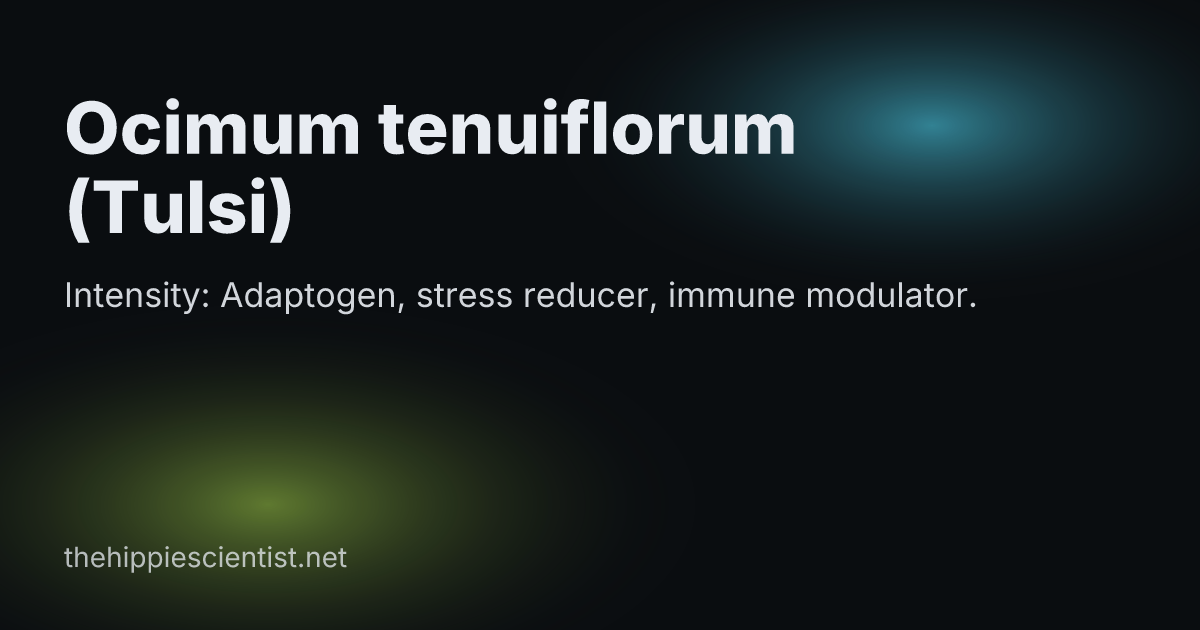 Ocimum tenuiflorum
(Tulsi)
Intensity: Adaptogen, stress reducer, immune modulator.
thehippiescientist.net